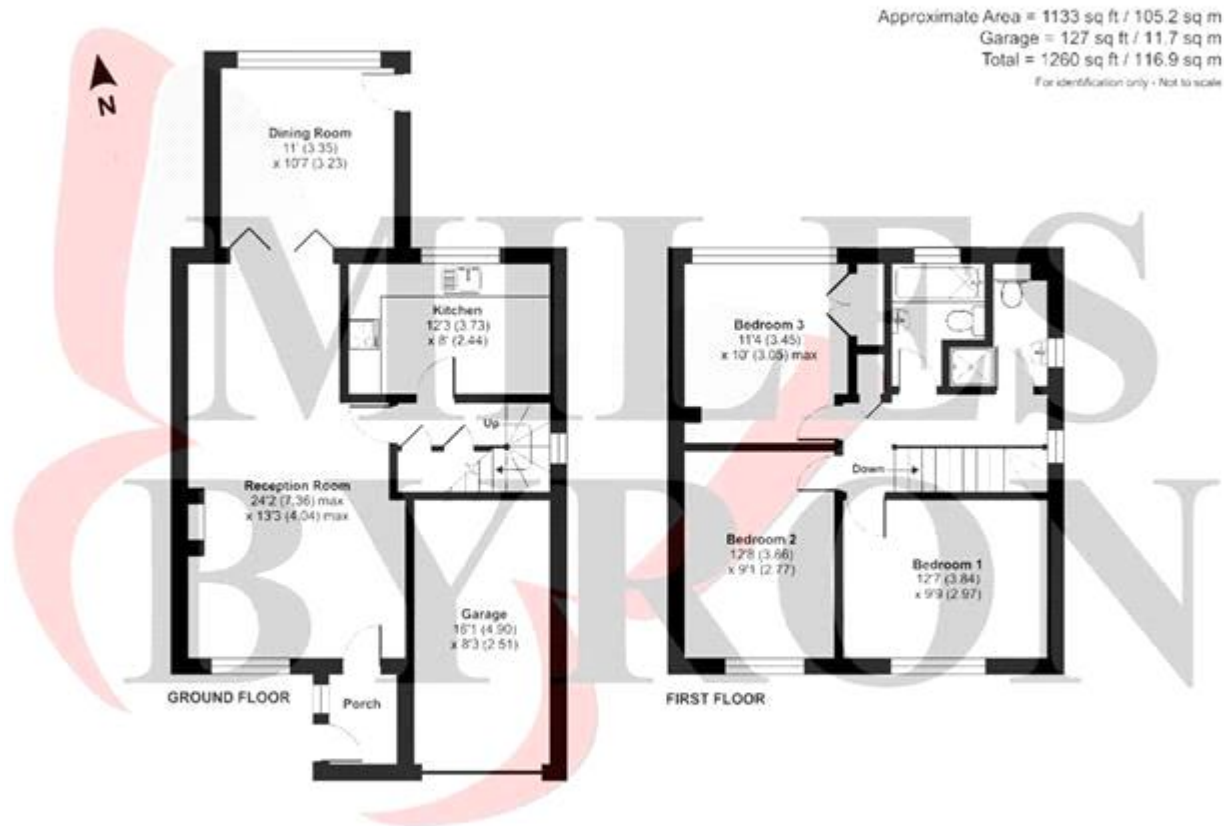 Approximate Area = 1133 sq ft / 105.2 sq m
Garage = 127 sq ft / 11.7 sq m
Total = 1260 sq ft / 116.9 sq m
For identification only - Not to scale
N
Dining Room
11' (3.35)
x 10'7 (3.23)
MILES
BYRON
Kitchen
12'3 (3.73)
x 8' (2.44)
Up
Reception Room
24'2 (7.36) max
x 13'3 (4.04) max
Garage
16'1 (4.90)
x 8'3 (2.51)
Porch
GROUND FLOOR
Bedroom 3
11'4 (3.45)
x 10' (3.05) max
Down
Bedroom 2
12'8 (3.86)
x 9'1 (2.77)
Bedroom 1
12'7 (3.84)
x 9'9 (2.97)
FIRST FLOOR